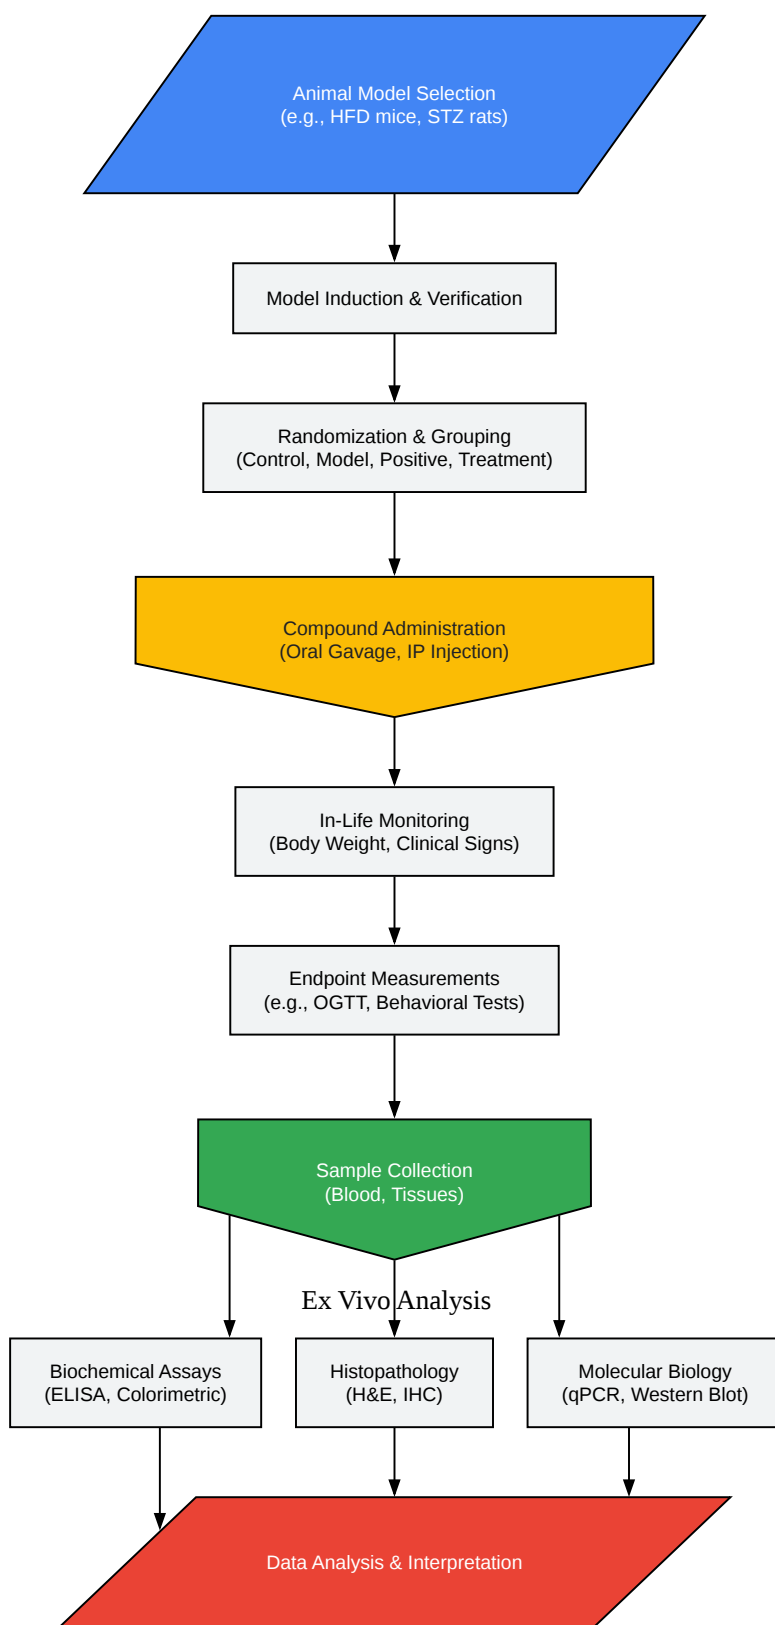 Animal Model Selection
(e.g., HFD mice, STZ rats)
Model Induction & Verification
Randomization & Grouping
(Control, Model, Positive, Treatment)
Compound Administration
(Oral Gavage, IP Injection)
In-Life Monitoring
(Body Weight, Clinical Signs)
Endpoint Measurements
(e.g., OGTT, Behavioral Tests)
Sample Collection
(Blood, Tissues)
Ex Vivo Analysis
Biochemical Assays
(ELISA, Colorimetric)
Histopathology
(H&E, IHC)
Molecular Biology
(qPCR, Western Blot)
Data Analysis & Interpretation